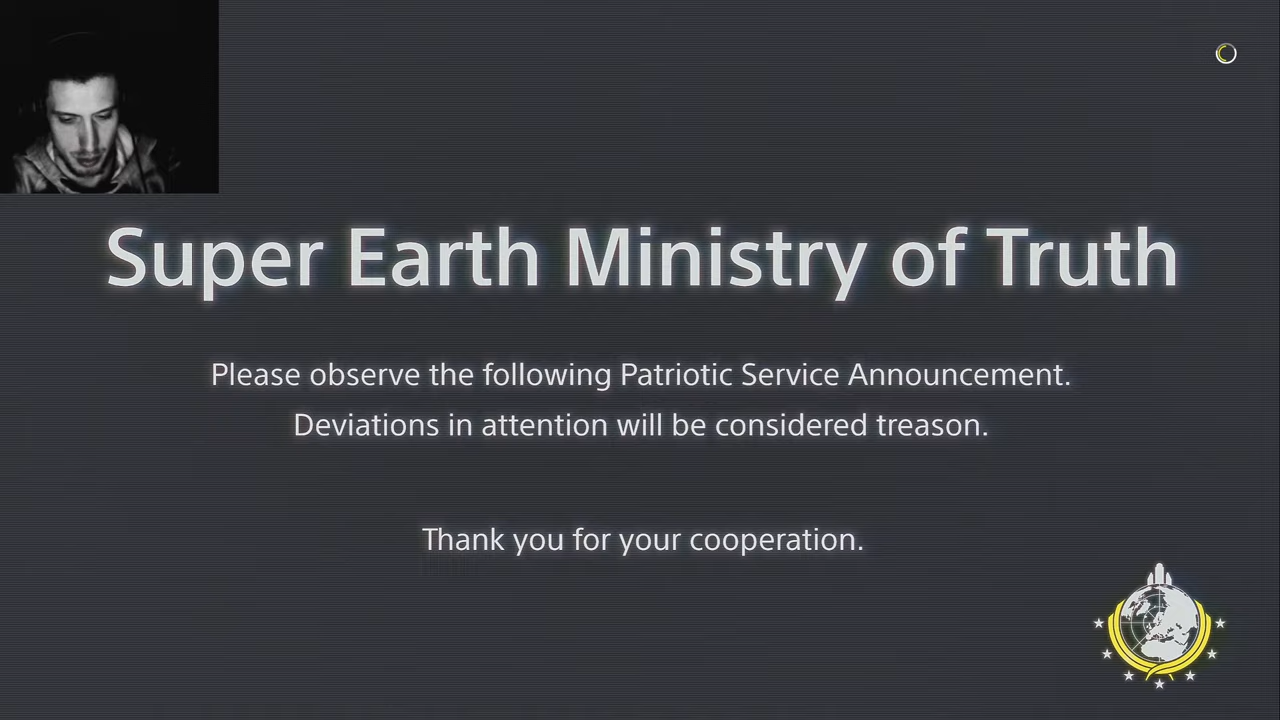 Super Earth Ministry of Truth
Please observe the following Patriotic Service Announcement.
Deviations in attention will be considered treason.
Thank you for your cooperation.